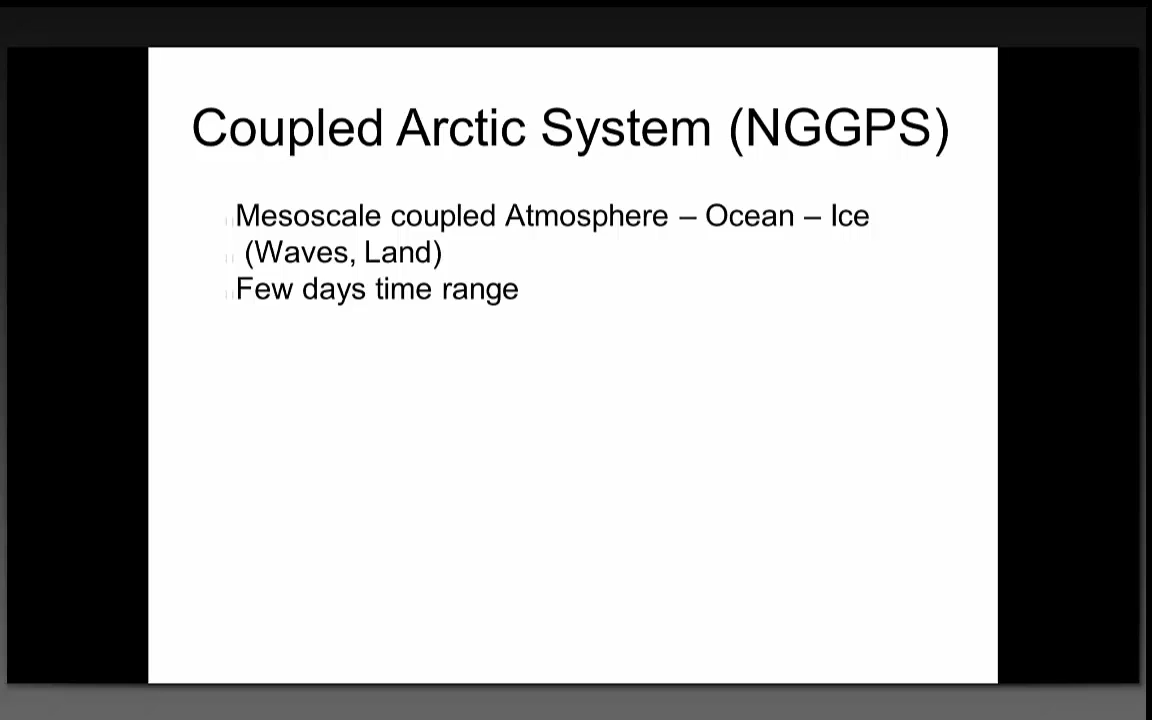 Coupled Arctic System (NGGPS)
Mesoscale coupled Atmosphere – Ocean – Ice
(Waves, Land)
Few days time range